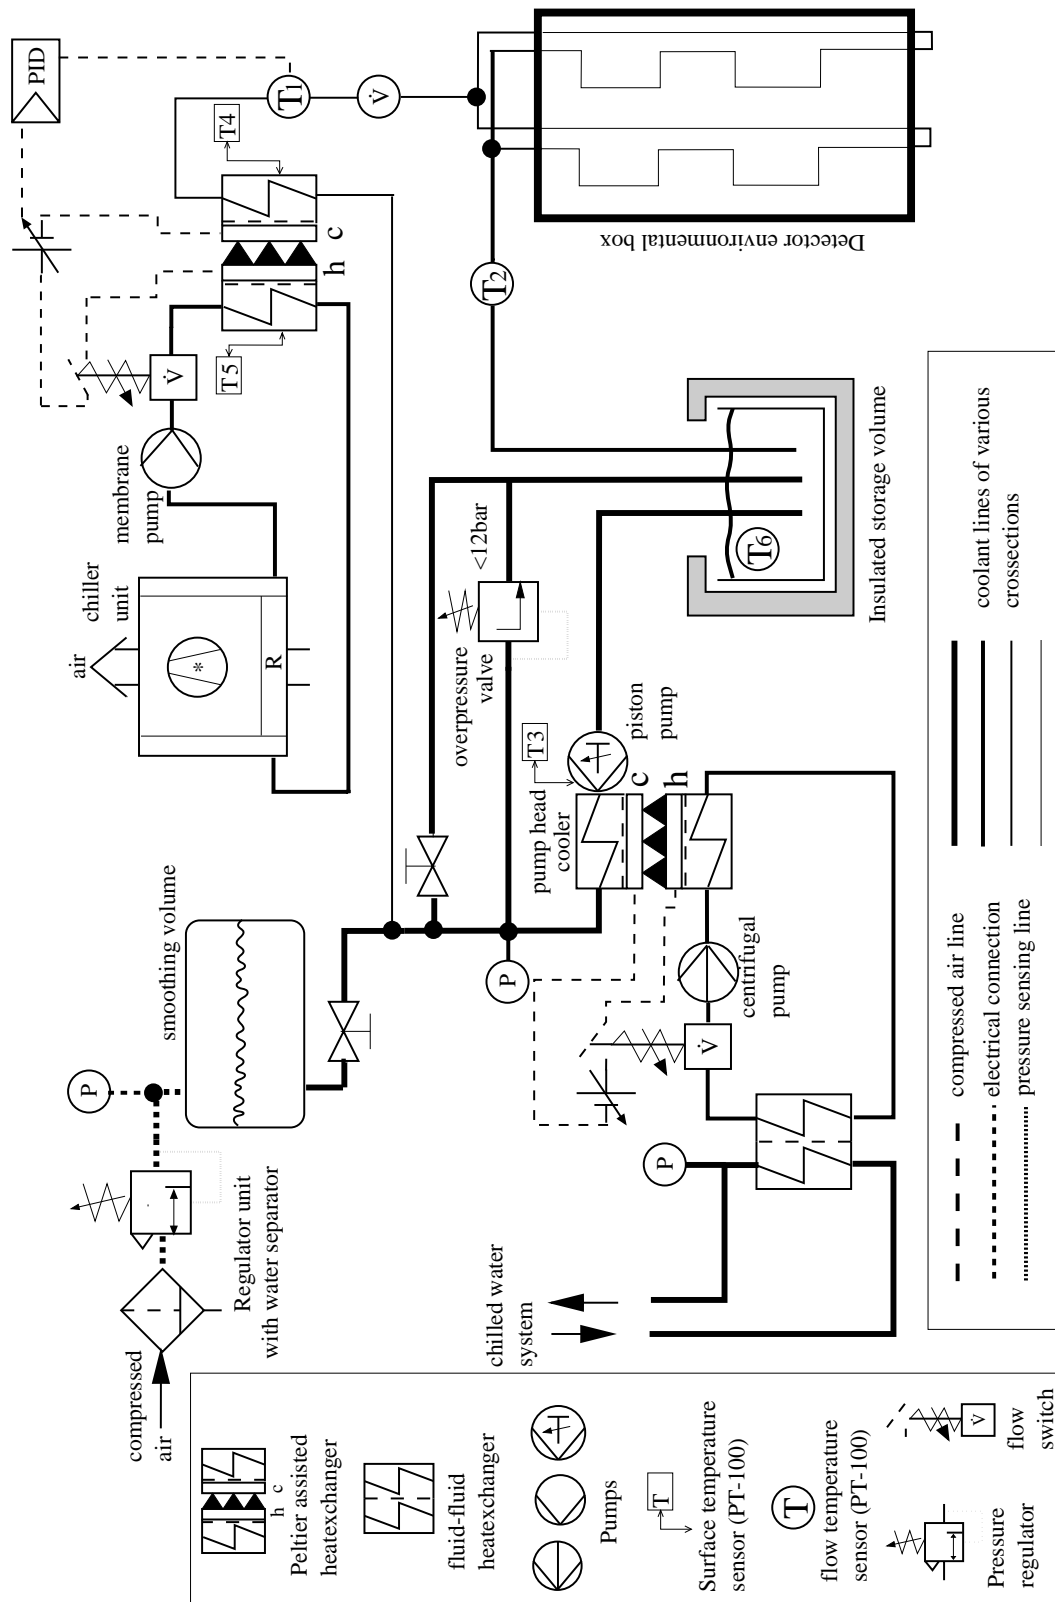 compressed
air
Regulator unit
with water separator
P
smoothing volume
air
chiller
unit
*
R
membrane
pump
V̇
T5
h
c
T4
PID
T1
V̇
T2
Detector environmental box
chilled water
system
P
V̇
centrifugal
pump
P
pump head
cooler
c
h
T3
piston
pump
overpressure
valve
<12bar
T6
Insulated storage volume
h c
Peltier assisted
heatexchanger
fluid-fluid
heatexchanger
Pumps
T
Surface temperature
sensor (PT-100)
T
flow temperature
sensor (PT-100)
Pressure
regulator
V̇
flow
switch
compressed air line
electrical connection
pressure sensing line
coolant lines of various
crossections